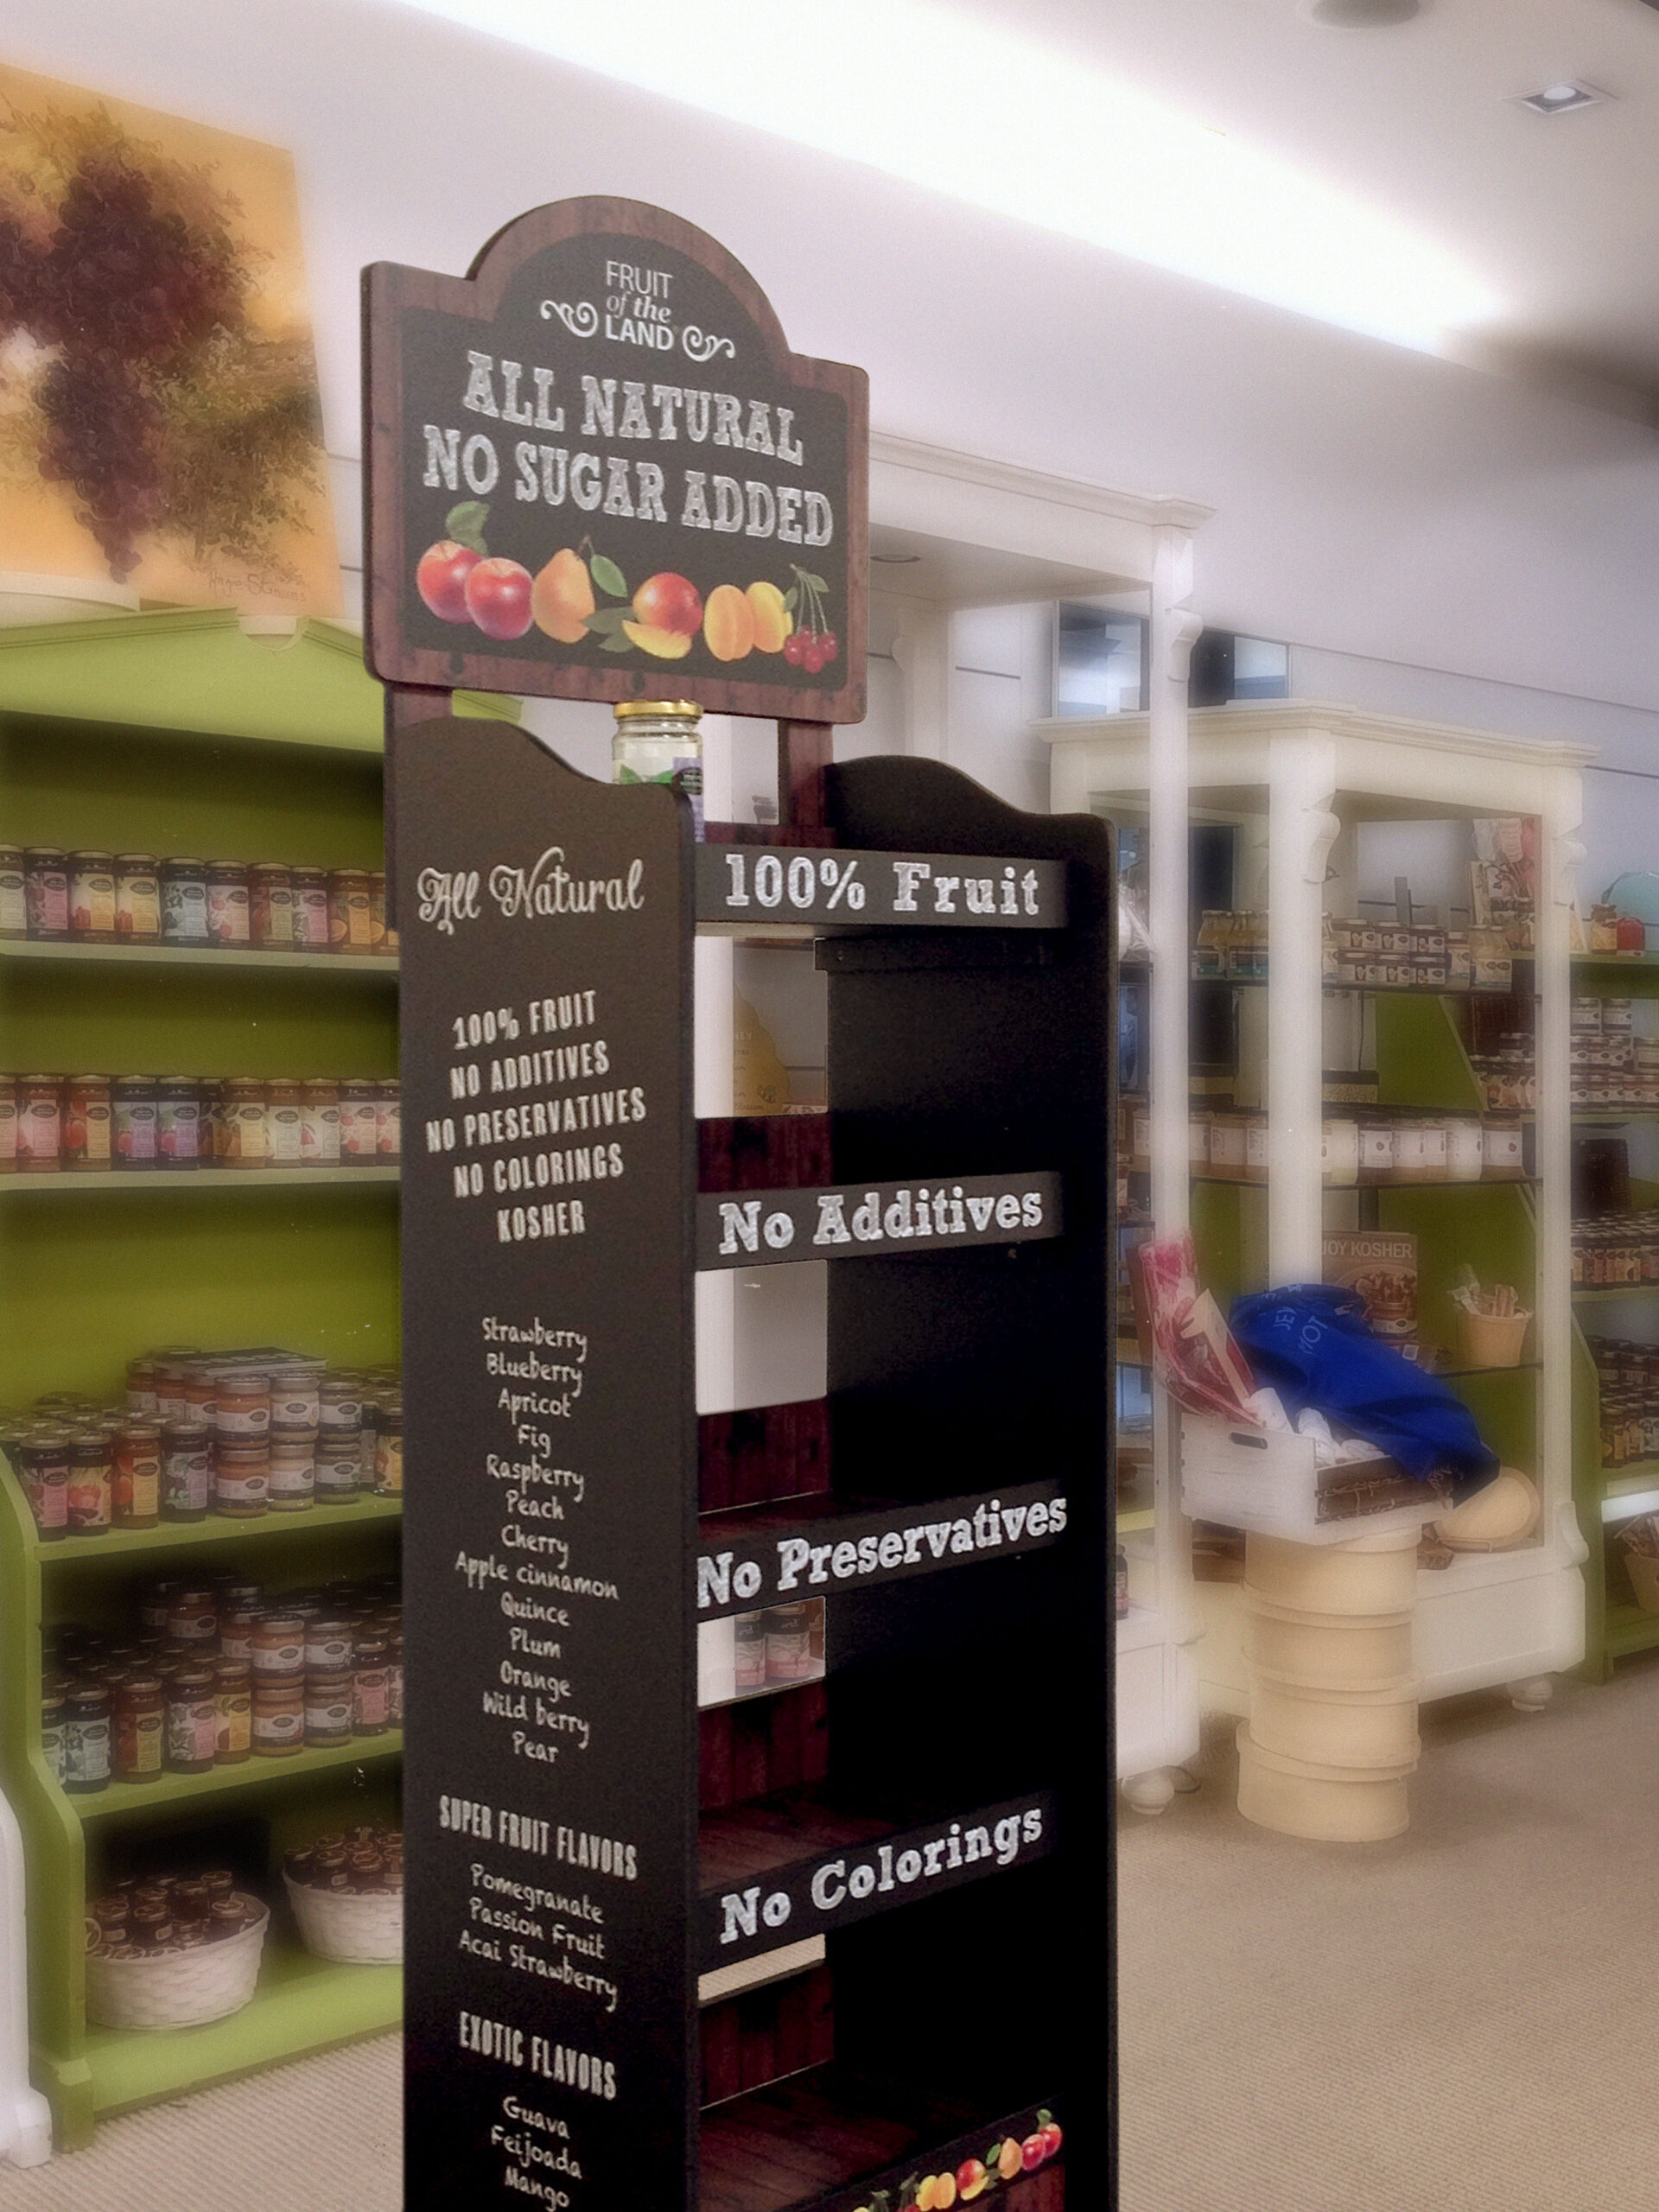 FRUIT
of the
LAND
ALL NATURAL
NO SUGAR ADDED
All Natural
100% FRUIT
NO ADDITIVES
NO PRESERVATIVES
NO COLORINGS
KOSHER
Strawberry
Blueberry
Apricot
Fig
Raspberry
Peach
Cherry
Apple cinnamon
Quince
Plum
Orange
Wild berry
Pear
SUPER FRUIT FLAVORS
Pomegranate
Passion Fruit
Acai Strawberry
EXOTIC FLAVORS
Guava
Feijoada
Mango
100% Fruit
No Additives
No Preservatives
No Colorings
JOY KOSHER